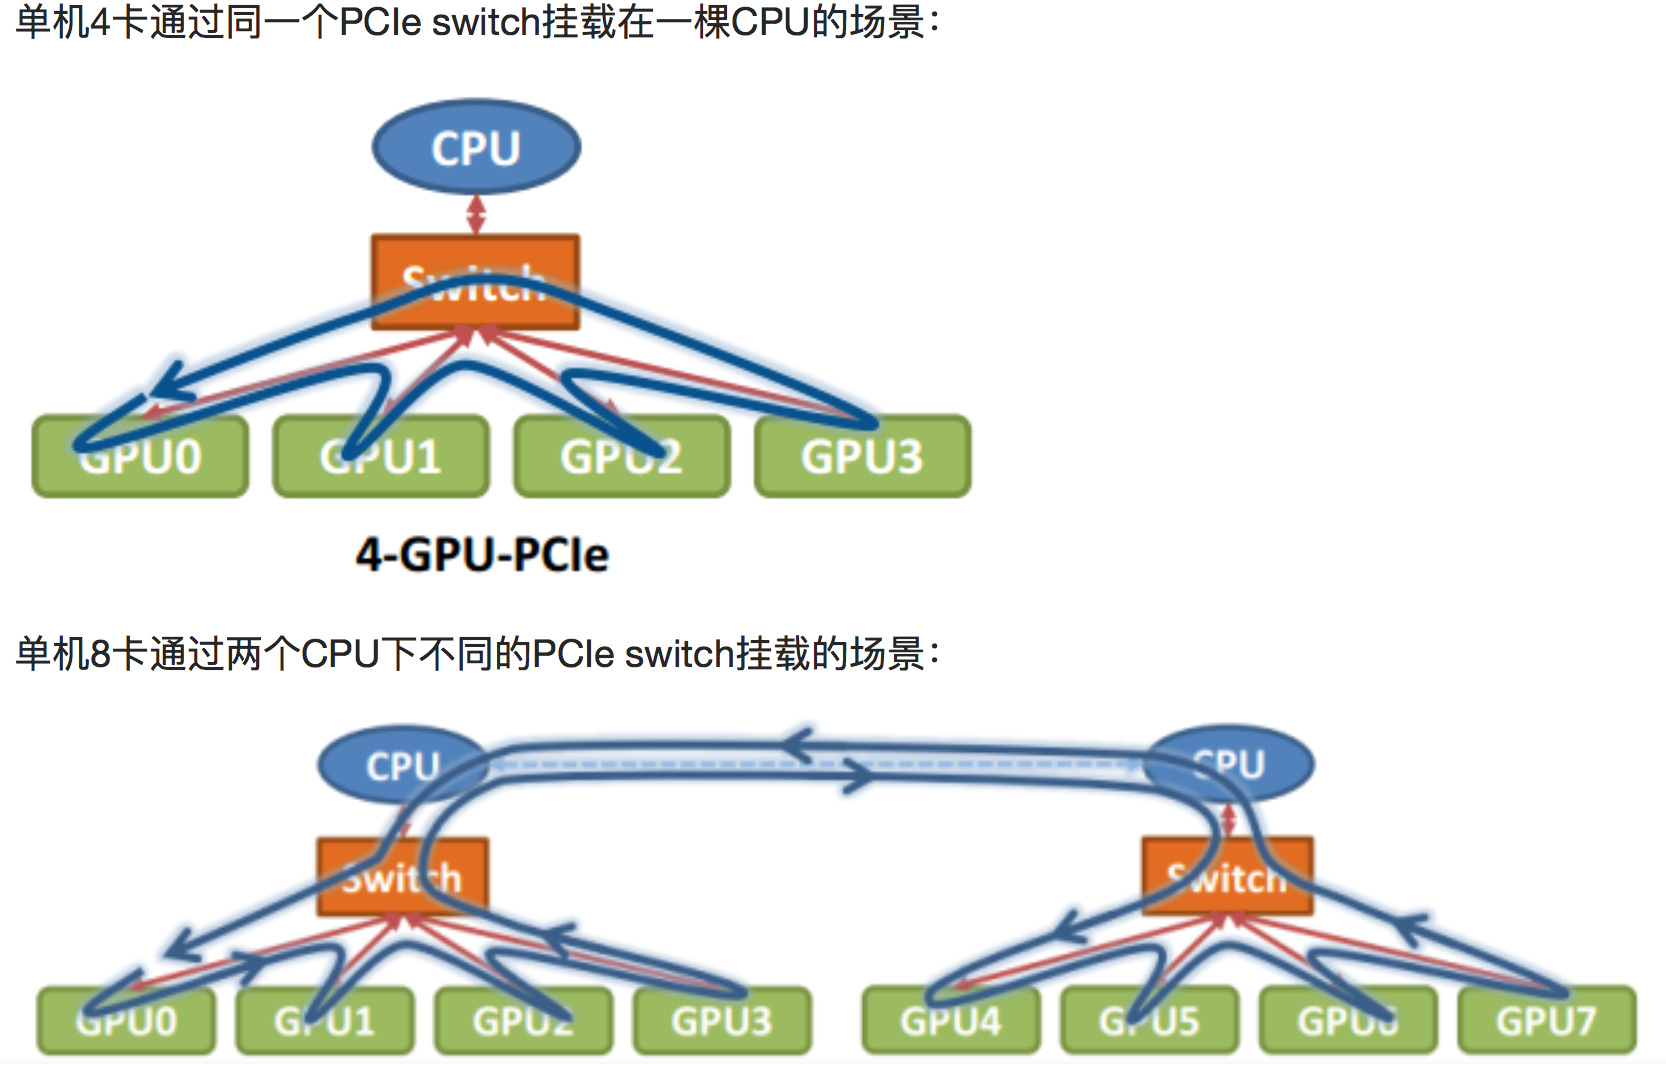 单机4卡通过同一个PCIe switch挂载在一棵CPU的场景：
CPU
Switch
GPU0 GPU1 GPU2 GPU3
4-GPU-PCIe
单机8卡通过两个CPU下不同的PCIe switch挂载的场景：
CPU CPU
Switch Switch
GPU0 GPU1 GPU2 GPU3 GPU4 GPU5 GPU6 GPU7